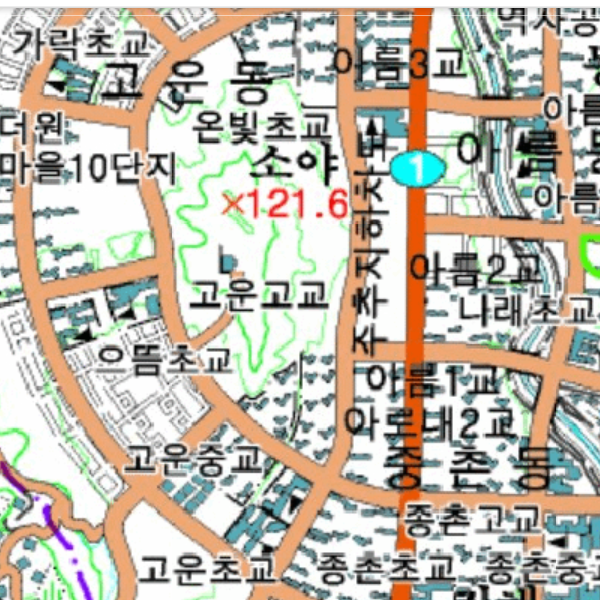 가락초교
고운동
아름3교
더원
마을10단지
온빛초교
소야
×121.6
1
아름
아름
주추지하차도
고운고교
아름2교
나래초교
으뜸초교
아름1교
고운중교
종촌동
종촌고교
고운초교
종촌초교
종촌중교